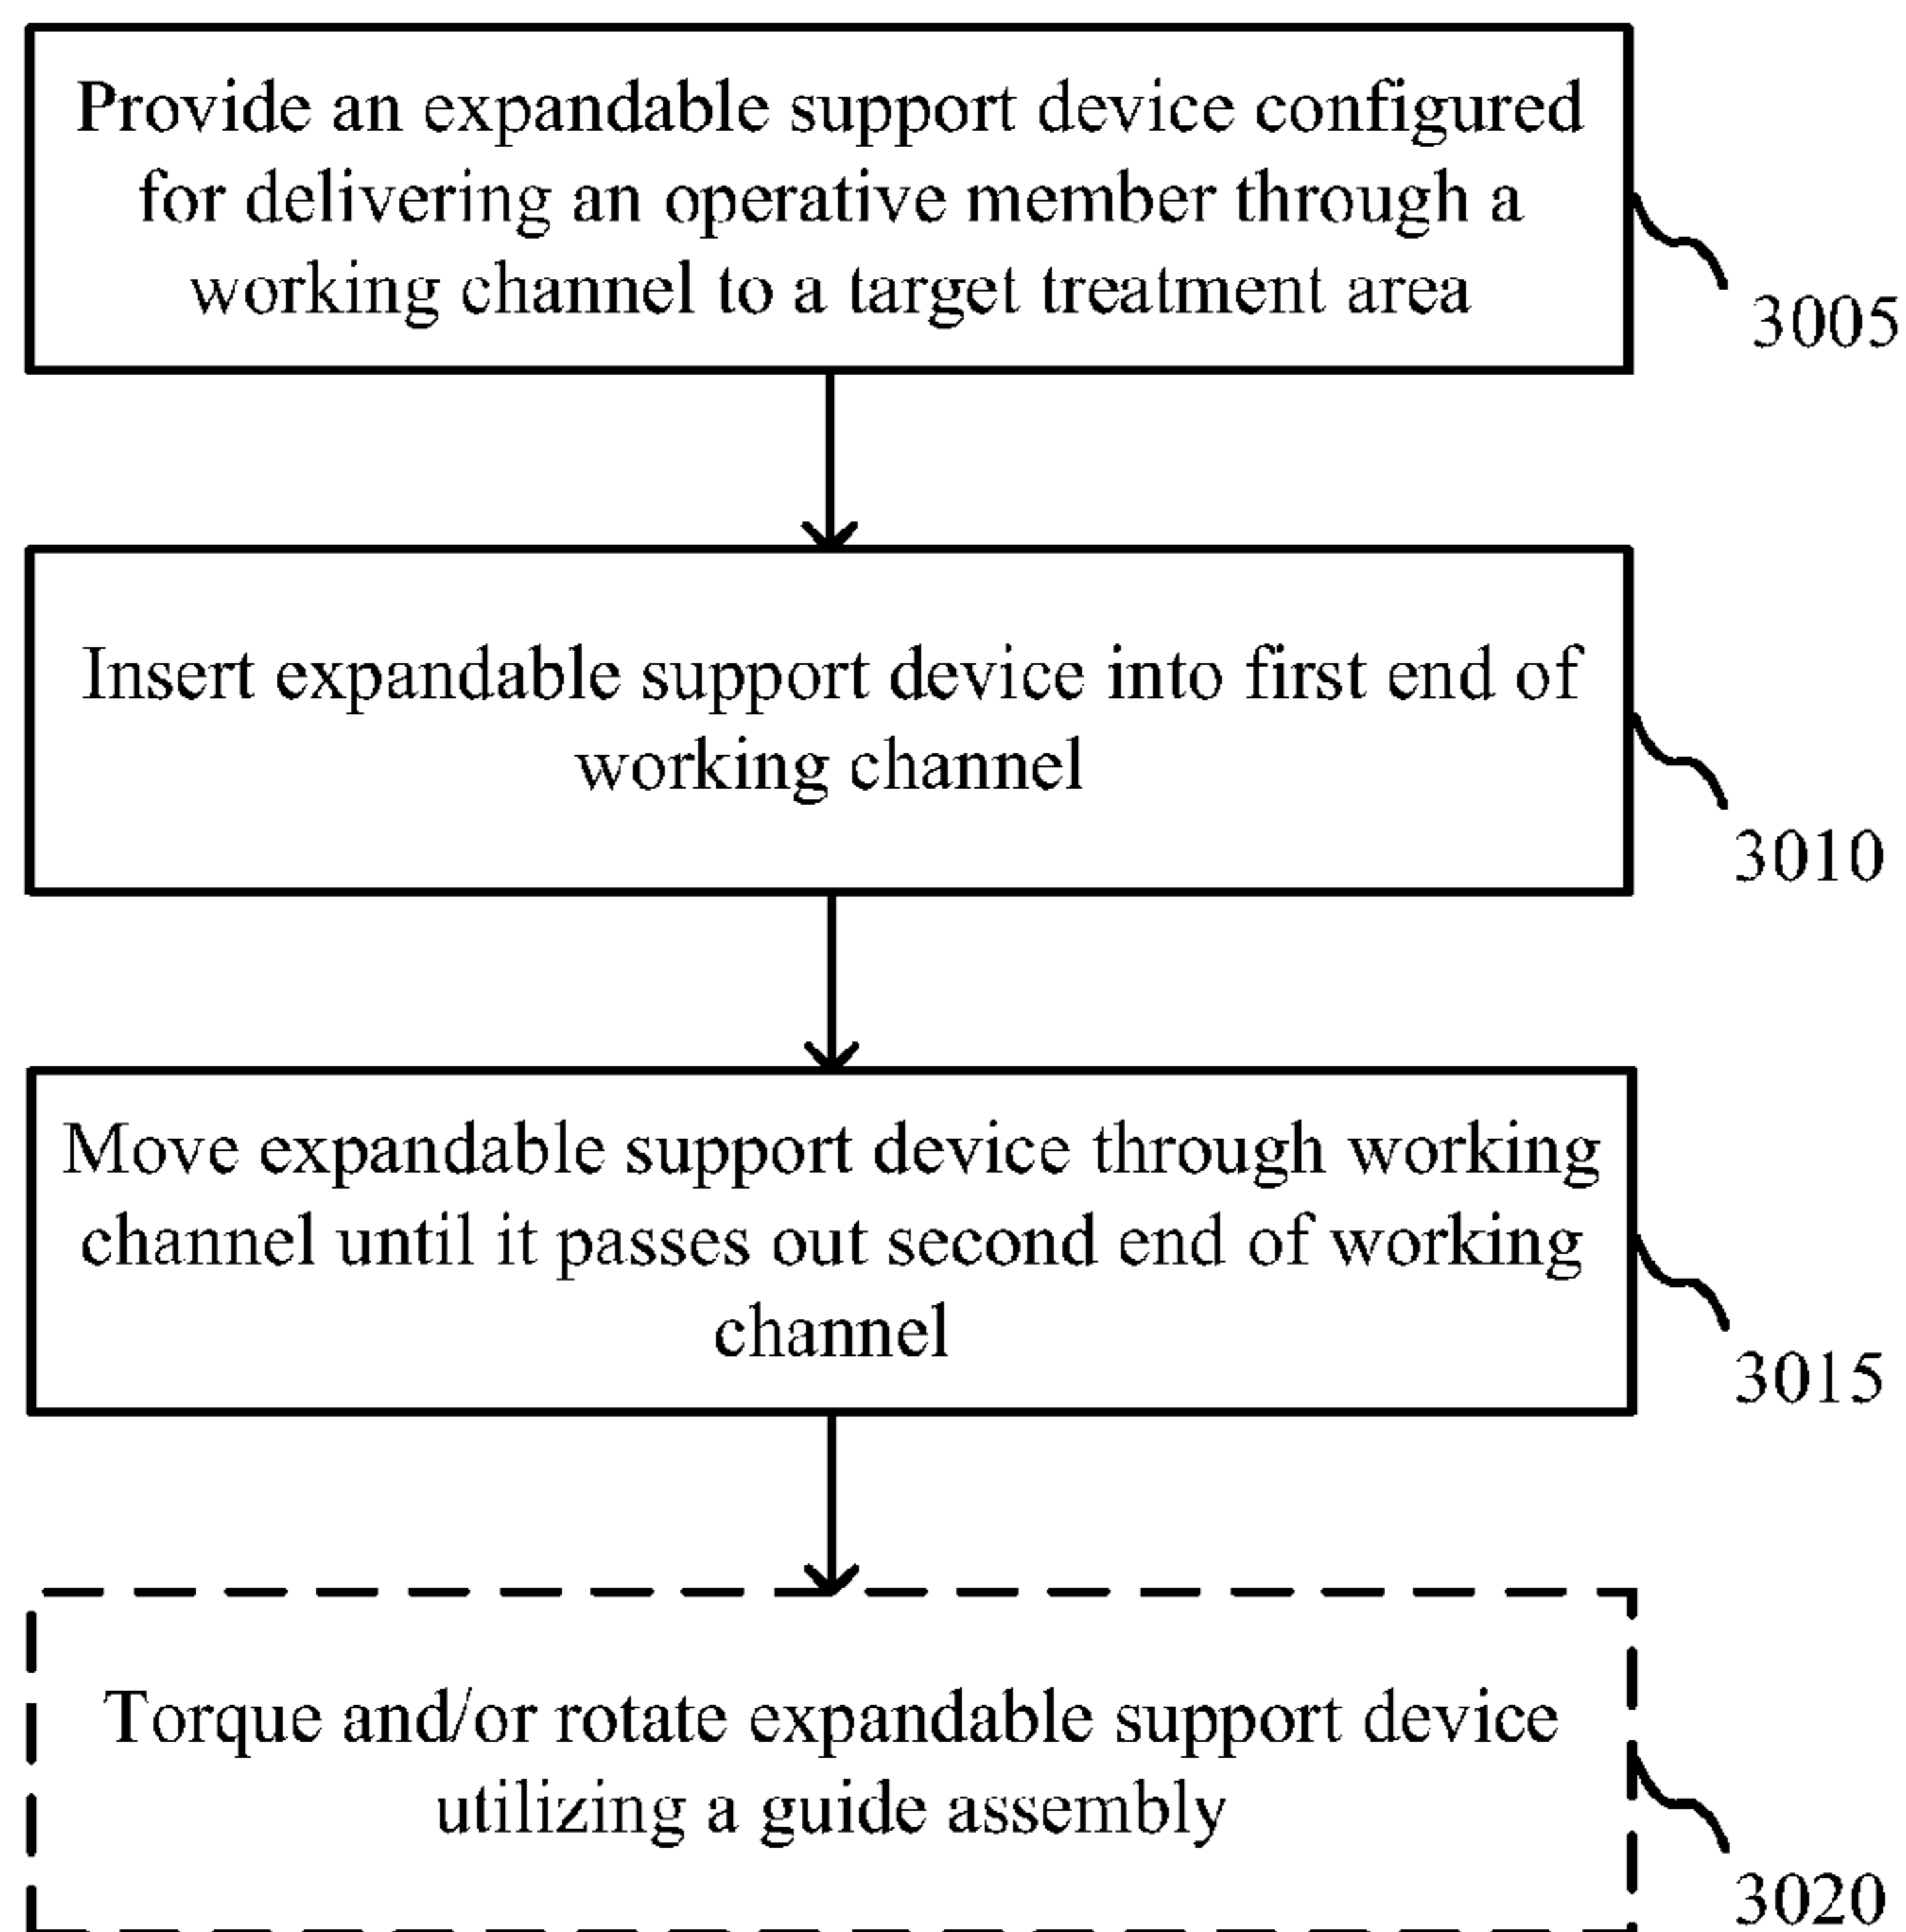 Provide an expandable support device configured
for delivering an operative member through a
working channel to a target treatment area
3005
Insert expandable support device into first end of
working channel
3010
Move expandable support device through working
channel until it passes out second end of working
channel
3015
Torque and/or rotate expandable support device
utilizing a guide assembly
3020